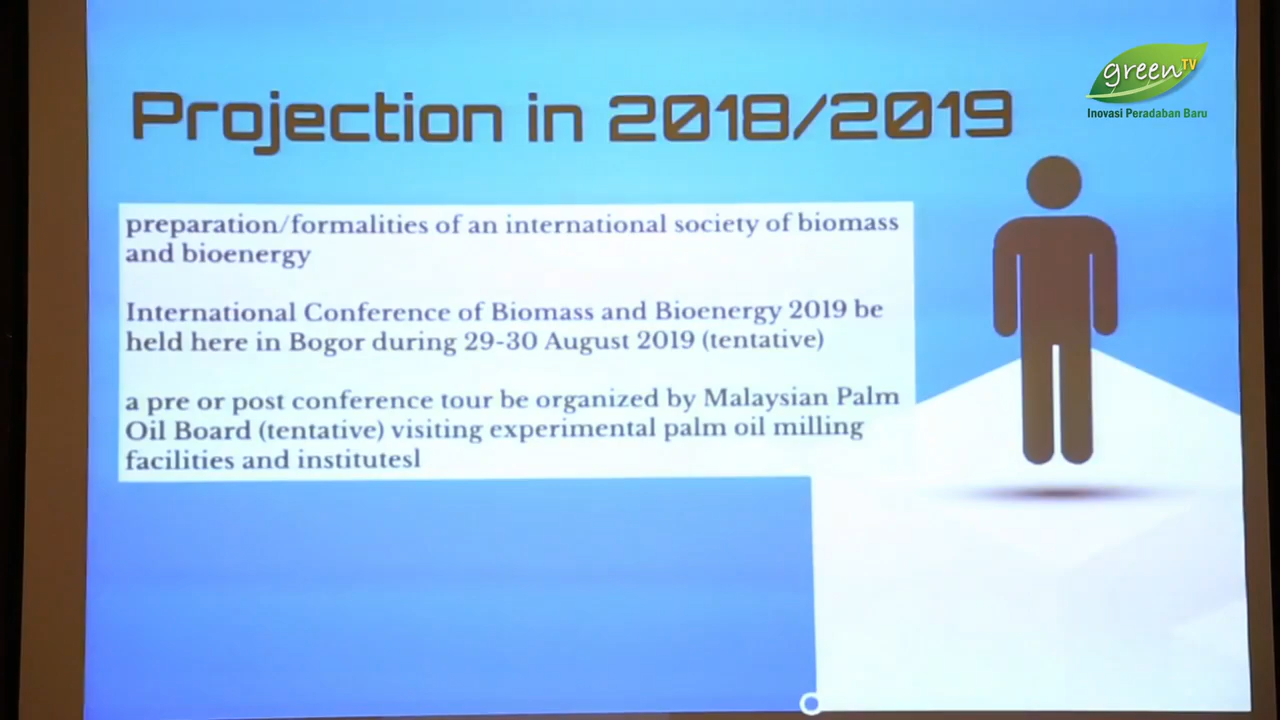 Projection in 2018/2019
green TV
Inovasi Peradaban Baru
preparation/formalities of an international society of biomass
and bioenergy
International Conference of Biomass and Bioenergy 2019 be
held here in Bogor during 29-30 August 2019 (tentative)
a pre or post conference tour be organized by Malaysian Palm
Oil Board (tentative) visiting experimental palm oil milling
facilities and institutesl